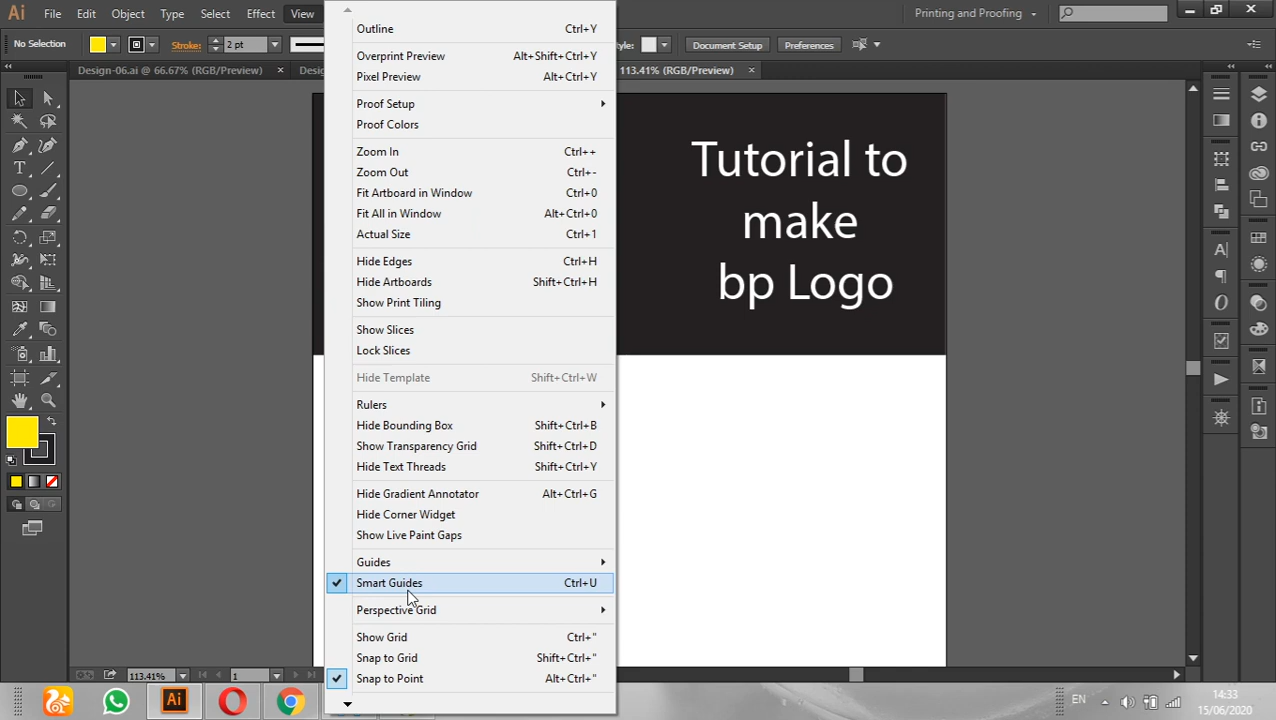 Ai File Edit Object Type Select Effect View Printing and Proofing
No Selection Stroke: 2 pt Style: Document Setup Preferences
Design-06.ai @ 66.67% (RGB/Preview) × 113.41% (RGB/Preview) ×
Outline Ctrl+Y
Overprint Preview Alt+Shift+Ctrl+Y
Pixel Preview Alt+Ctrl+Y
Proof Setup
Proof Colors
Zoom In Ctrl++
Zoom Out Ctrl+-
Fit Artboard in Window Ctrl+0
Fit All in Window Alt+Ctrl+0
Actual Size Ctrl+1
Hide Edges Ctrl+H
Hide Artboards Shift+Ctrl+H
Show Print Tiling
Show Slices
Lock Slices
Hide Template Shift+Ctrl+W
Rulers
Hide Bounding Box Shift+Ctrl+B
Show Transparency Grid Shift+Ctrl+D
Hide Text Threads Shift+Ctrl+Y
Hide Gradient Annotator Alt+Ctrl+G
Hide Corner Widget
Show Live Paint Gaps
Guides
Smart Guides Ctrl+U
Perspective Grid
Show Grid Ctrl+"
Snap to Grid Shift+Ctrl+"
Snap to Point Alt+Ctrl+"
Tutorial to
make
bp Logo
113.41% 1
Ai
14:33
15/06/2020